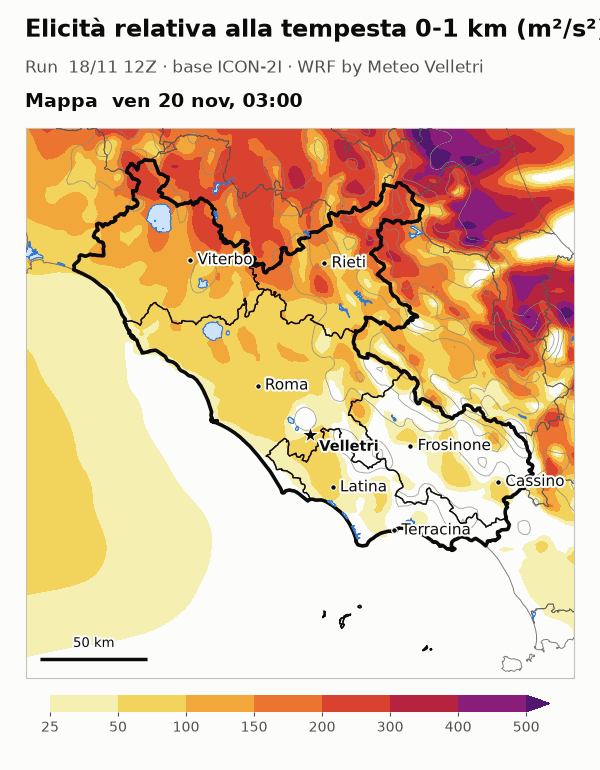 Elicità relativa alla tempesta 0-1 km (m²/s²)
Run  18/11 12Z · base ICON-2I · WRF by Meteo Velletri
Mappa  ven 20 nov, 03:00
Viterbo
Rieti
Roma
Velletri
Frosinone
Latina
Cassino
Terracina
50 km
25 50 100 150 200 300 400 500